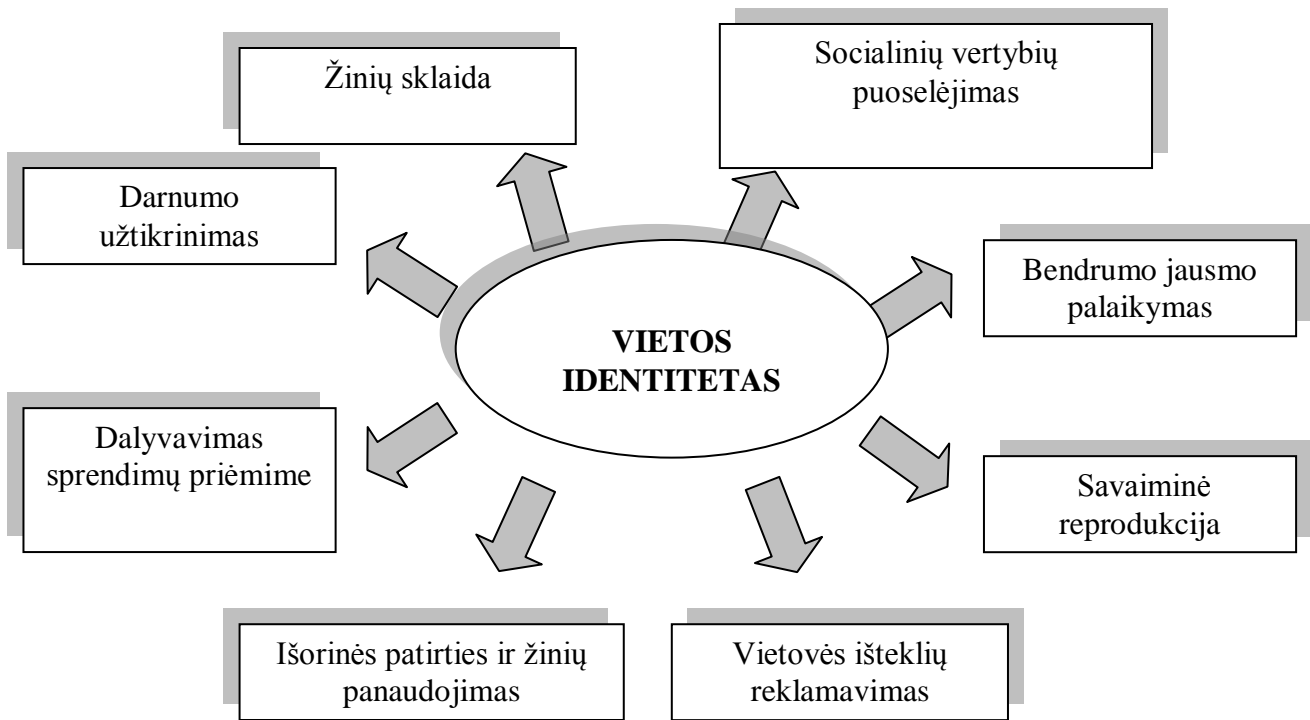 Žinių sklaida
Socialinių vertybių
puoselėjimas
Darnumo
užtikrinimas
Bendrumo jausmo
palaikymas
VIETOS
IDENTITETAS
Dalyvavimas
sprendimų priėmime
Savaiminė
reprodukcija
Išorinės patirties ir žinių
panaudojimas
Vietovės išteklių
reklamavimas